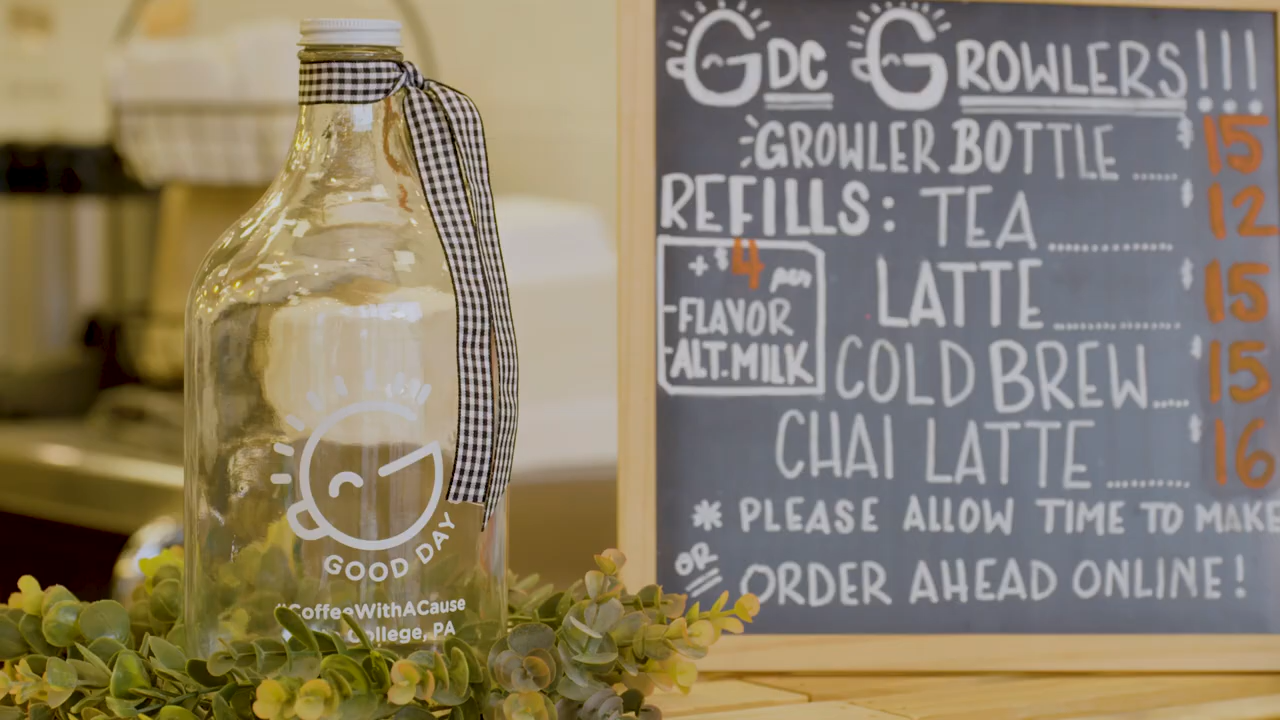 GOOD DAY
#CoffeeWithACause
College, PA
GDC GROWLERS!!!
GROWLER BOTTLE ..... $15
REFILLS: TEA ............ $12
+$4 per
-FLAVOR
-ALT.MILK
LATTE ............ $15
COLD BREW..... $15
CHAI LATTE ........ $16
* PLEASE ALLOW TIME TO MAKE
OR ORDER AHEAD ONLINE!